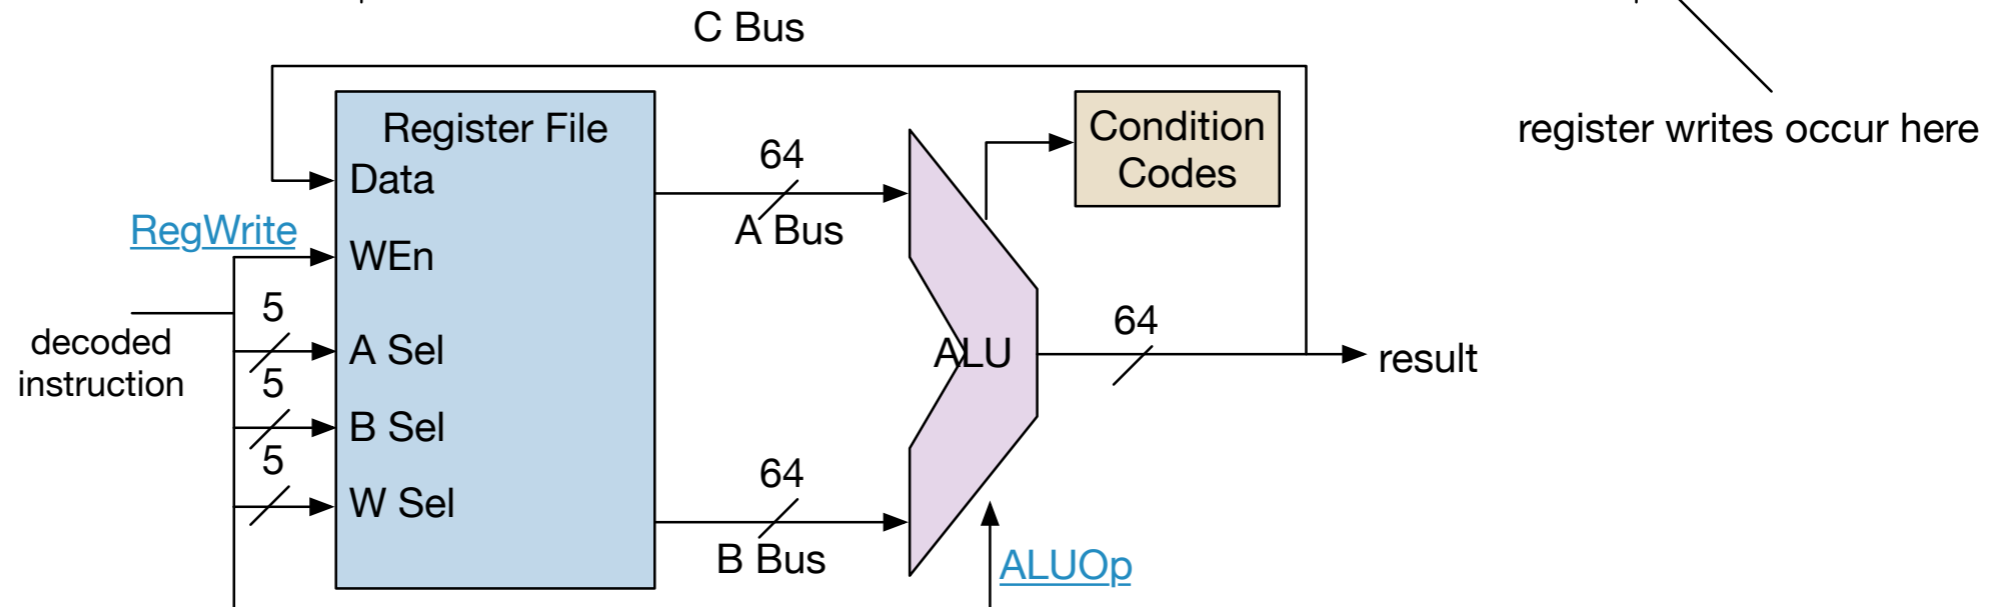 C Bus
Register File
Data
RegWrite
WEn
5
A Sel
5
B Sel
5
W Sel
decoded
instruction
64
A Bus
64
B Bus
ALU
ALUOp
Condition
Codes
64
result
register writes occur here